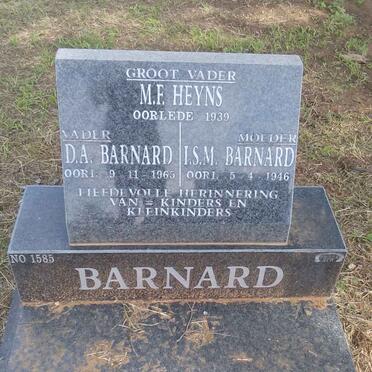 GROOT VADER
M.F. HEYNS
OORLEDE 1939
VADER MOEDER
D.A. BARNARD I.S.M. BARNARD
OORL. 9-11-1965 OORL. 5-4-1946
LIEFDEVOLLE HERINNERING
VAN = KINDERS EN
KLEINKINDERS
NO 1585
BARNARD